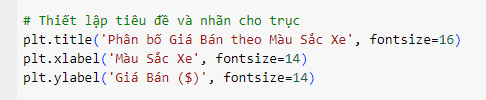 # Thiết lập tiêu đề và nhãn cho trục
plt.title('Phân bố Giá Bán theo Màu Sắc Xe', fontsize=16)
plt.xlabel('Màu Sắc Xe', fontsize=14)
plt.ylabel('Giá Bán ($)', fontsize=14)